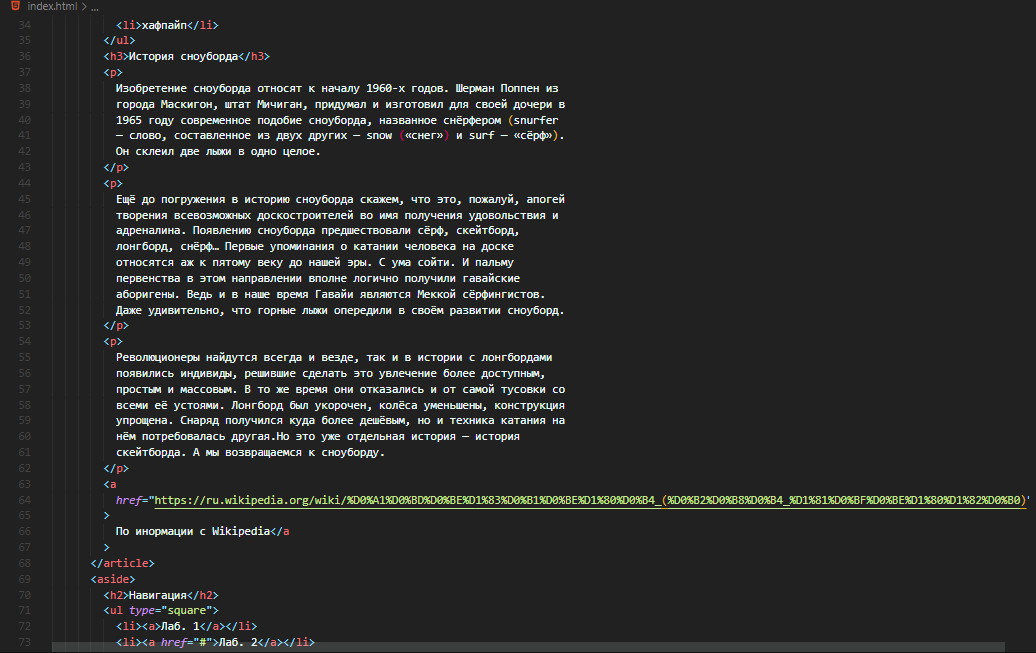 index.html > ...
34 <li>хафпайп</li>
35 </ul>
36 <h3>История сноуборда</h3>
37 <p>
38 Изобретение сноуборда относят к началу 1960-х годов. Шерман Поппен из
39 города Маскигон, штат Мичиган, придумал и изготовил для своей дочери в
40 1965 году современное подобие сноуборда, названное снёрфером (snurfer
41 — слово, составленное из двух других — snow («снег») и surf — «сёрф»).
42 Он склеил две лыжи в одно целое.
43 </p>
44 <p>
45 Ещё до погружения в историю сноуборда скажем, что это, пожалуй, апогей
46 творения всевозможных доскостроителей во имя получения удовольствия и
47 адреналина. Появлению сноуборда предшествовали сёрф, скейтборд,
48 лонгборд, снёрф… Первые упоминания о катании человека на доске
49 относятся аж к пятому веку до нашей эры. С ума сойти. И пальму
50 первенства в этом направлении вполне логично получили гавайские
51 аборигены. Ведь и в наше время Гавайи являются Меккой сёрфингистов.
52 Даже удивительно, что горные лыжи опередили в своём развитии сноуборд.
53 </p>
54 <p>
55 Революционеры найдутся всегда и везде, так и в истории с лонгбордами
56 появились индивиды, решившие сделать это увлечение более доступным,
57 простым и массовым. В то же время они отказались и от самой тусовки со
58 всеми её устоями. Лонгборд был укорочен, колёса уменьшены, конструкция
59 упрощена. Снаряд получился куда более дешёвым, но и техника катания на
60 нём потребовалась другая.Но это уже отдельная история — история
61 скейтборда. А мы возвращаемся к сноуборду.
62 </p>
63 <a
64 href="https://ru.wikipedia.org/wiki/%D0%A1%D0%BD%D0%BE%D1%83%D0%B1%D0%BE%D1%80%D0%B4_(%D0%B2%D0%B8%D0%B4_%D1%81%D0%BF%D0%BE%D1%80%D1%82%D0%B0)"
65 >
66 По инормации с Wikipedia</a
67 >
68 </article>
69 <aside>
70 <h2>Навигация</h2>
71 <ul type="square">
72 <li><a>Лаб. 1</a></li>
73 <li><a href="#">Лаб. 2</a></li>